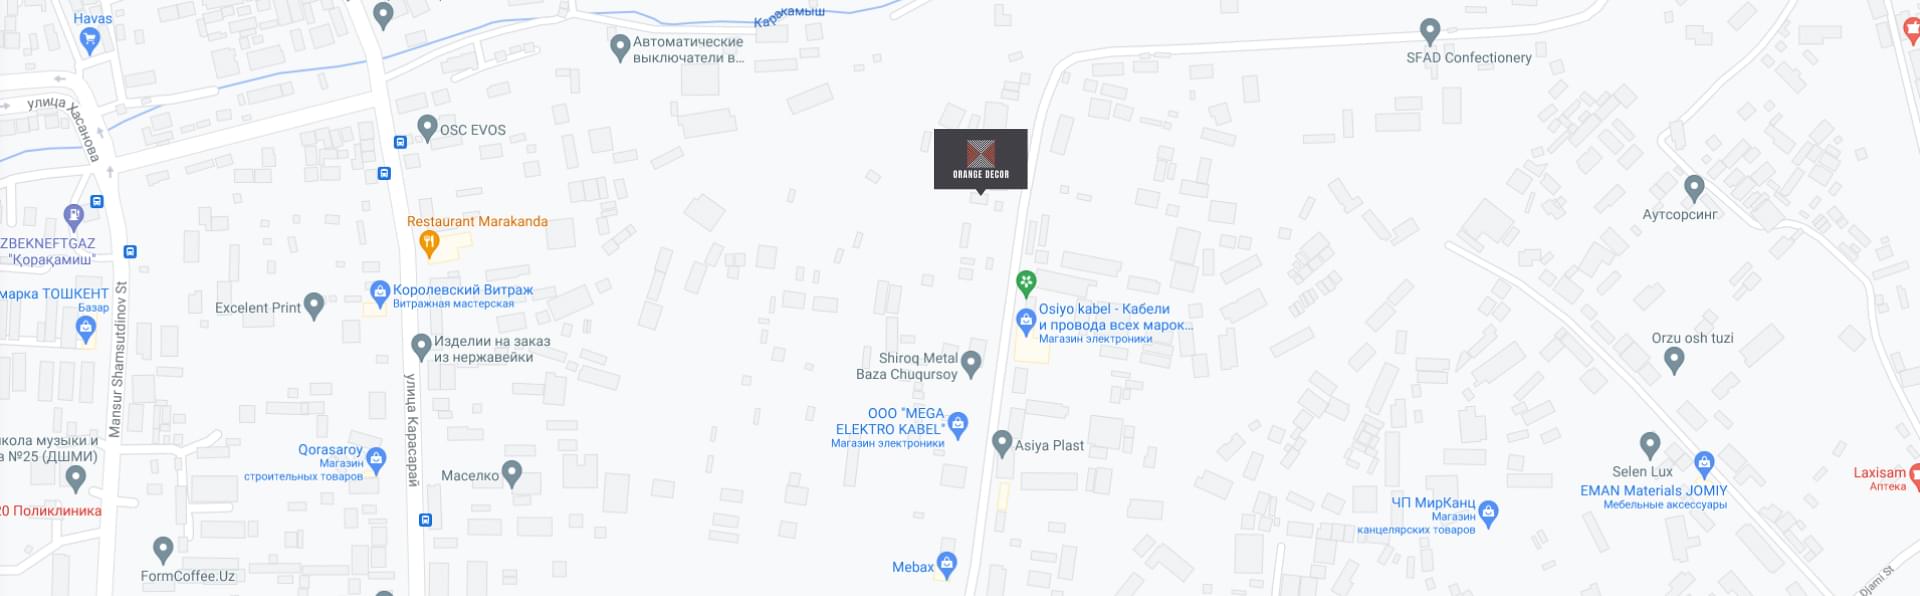 Havas
Каракамыш
Автоматические
выключатели в...
SFAD Confectionery
улица Хасанова
OSC EVOS
ORANGE DECOR
Аутсорсинг
Restaurant Marakanda
ZBEKNEFTGAZ
"Қорақамиш"
марка ТОШКЕНТ
Базар
Mansur Shamsutdinov St
Excelent Print
Королевский Витраж
Витражная мастерская
Изделии на заказ
из нержавейки
Osiyo kabel - Кабели
и провода всех марок...
Магазин электроники
Shiroq Metal
Baza Chuqursoy
Orzu osh tuzi
улица Карасарай
ООО "MEGA
ELEKTRO KABEL"
Магазин электроники
Asiya Plast
кола музыки и
а №25 (ДШМИ)
Qorasaroy
Магазин
строительных товаров
Маселко
Selen Lux
EMAN Materials JOMIY
Мебельные аксессуары
Laxisam
Аптека
ЧП МирКанц
Магазин
канцелярских товаров
20 Поликлиника
FormCoffee.Uz
Mebax
Djami St